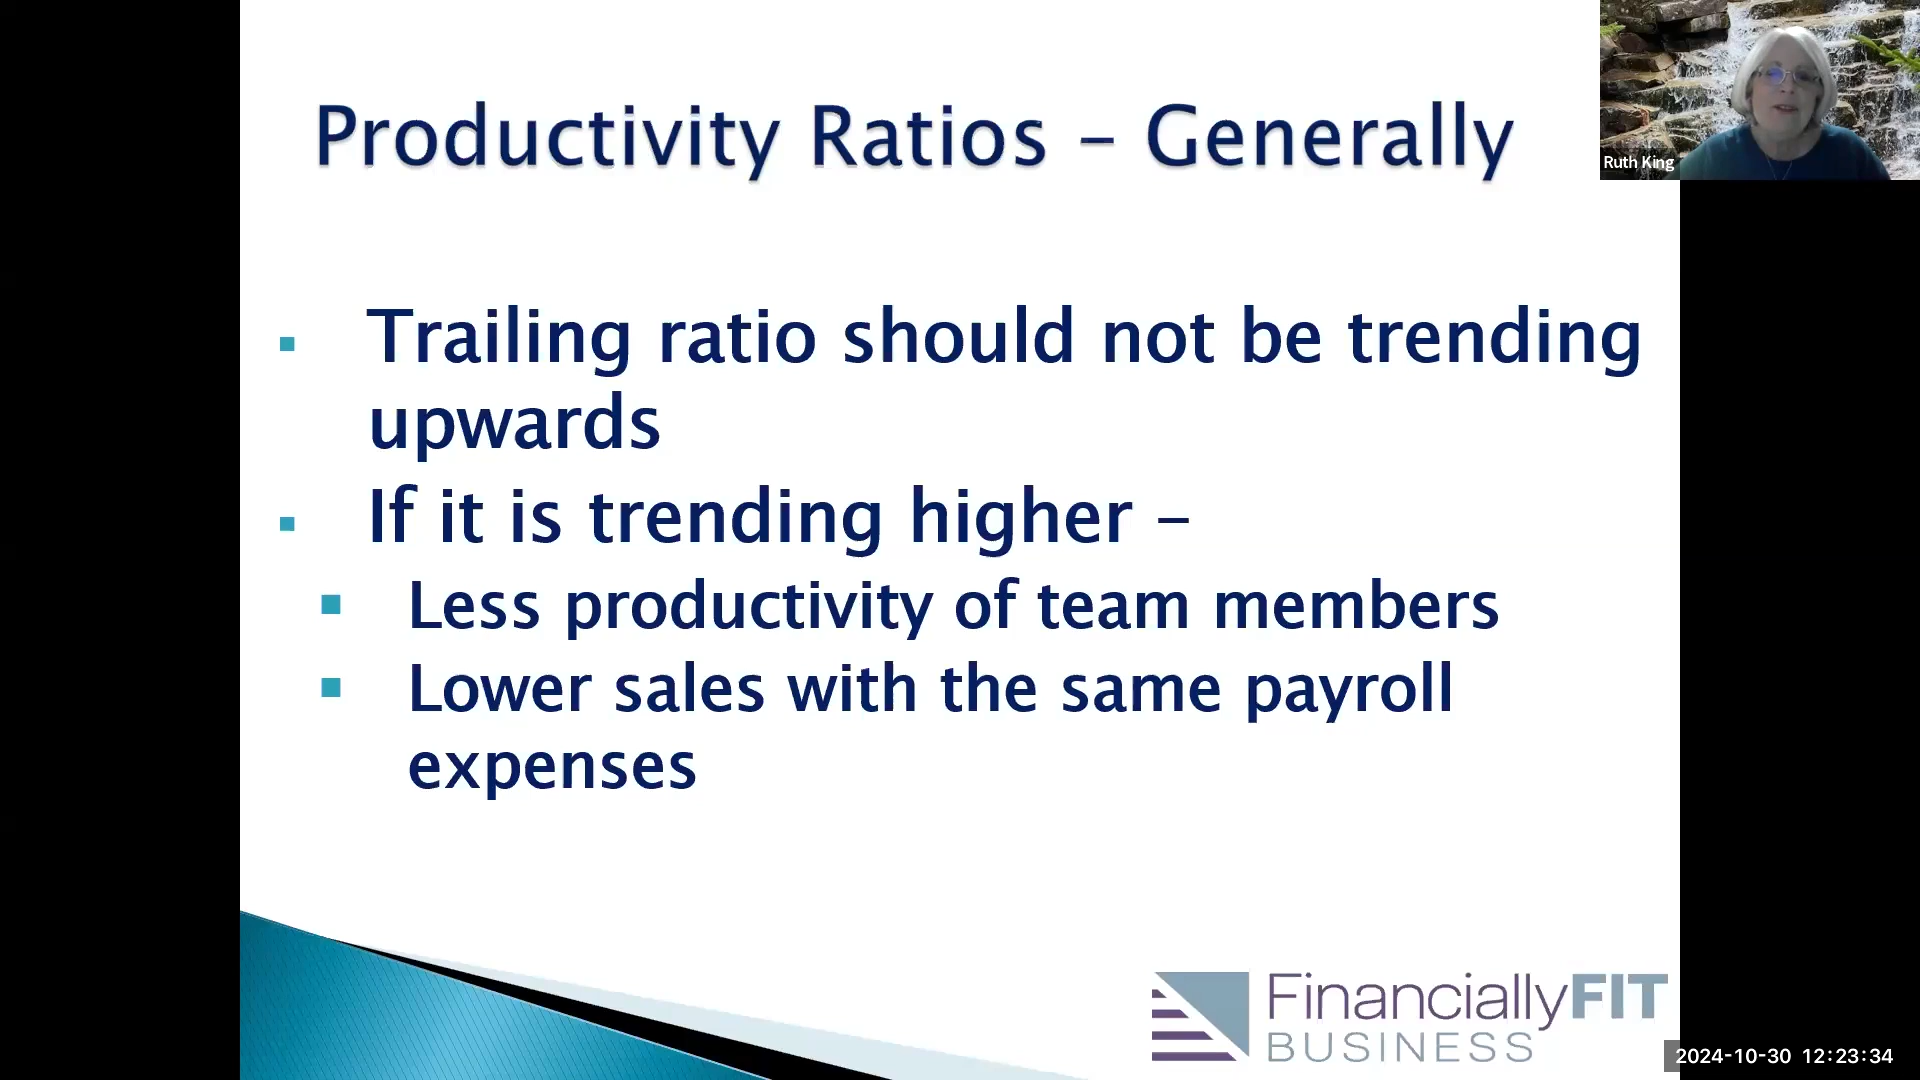 Productivity Ratios – Generally
Ruth King
▪ Trailing ratio should not be trending
upwards
▪ If it is trending higher –
▪ Less productivity of team members
▪ Lower sales with the same payroll
expenses
FinanciallyFIT
BUSINESS
2024-10-30 12:23:34